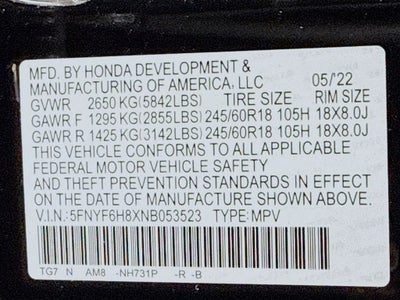 MFD. BY HONDA DEVELOPMENT &
MANUFACTURING OF AMERICA, LLC 05/'22
GVWR 2650 KG(5842LBS) TIRE SIZE RIM SIZE
GAWR F 1295 KG(2855LBS) 245/60R18 105H 18X8.0J
GAWR R 1425 KG(3142LBS) 245/60R18 105H 18X8.0J
THIS VEHICLE CONFORMS TO ALL APPLICABLE
FEDERAL MOTOR VEHICLE SAFETY
AND THEFT PREVENTION STANDARDS IN EFFECT
ON THE DATE OF MANUFACTURE SHOWN ABOVE.
V.I.N.: 5FNYF6H8XNB053523 TYPE: MPV
TG7 N AM8 -NH731P -R -B